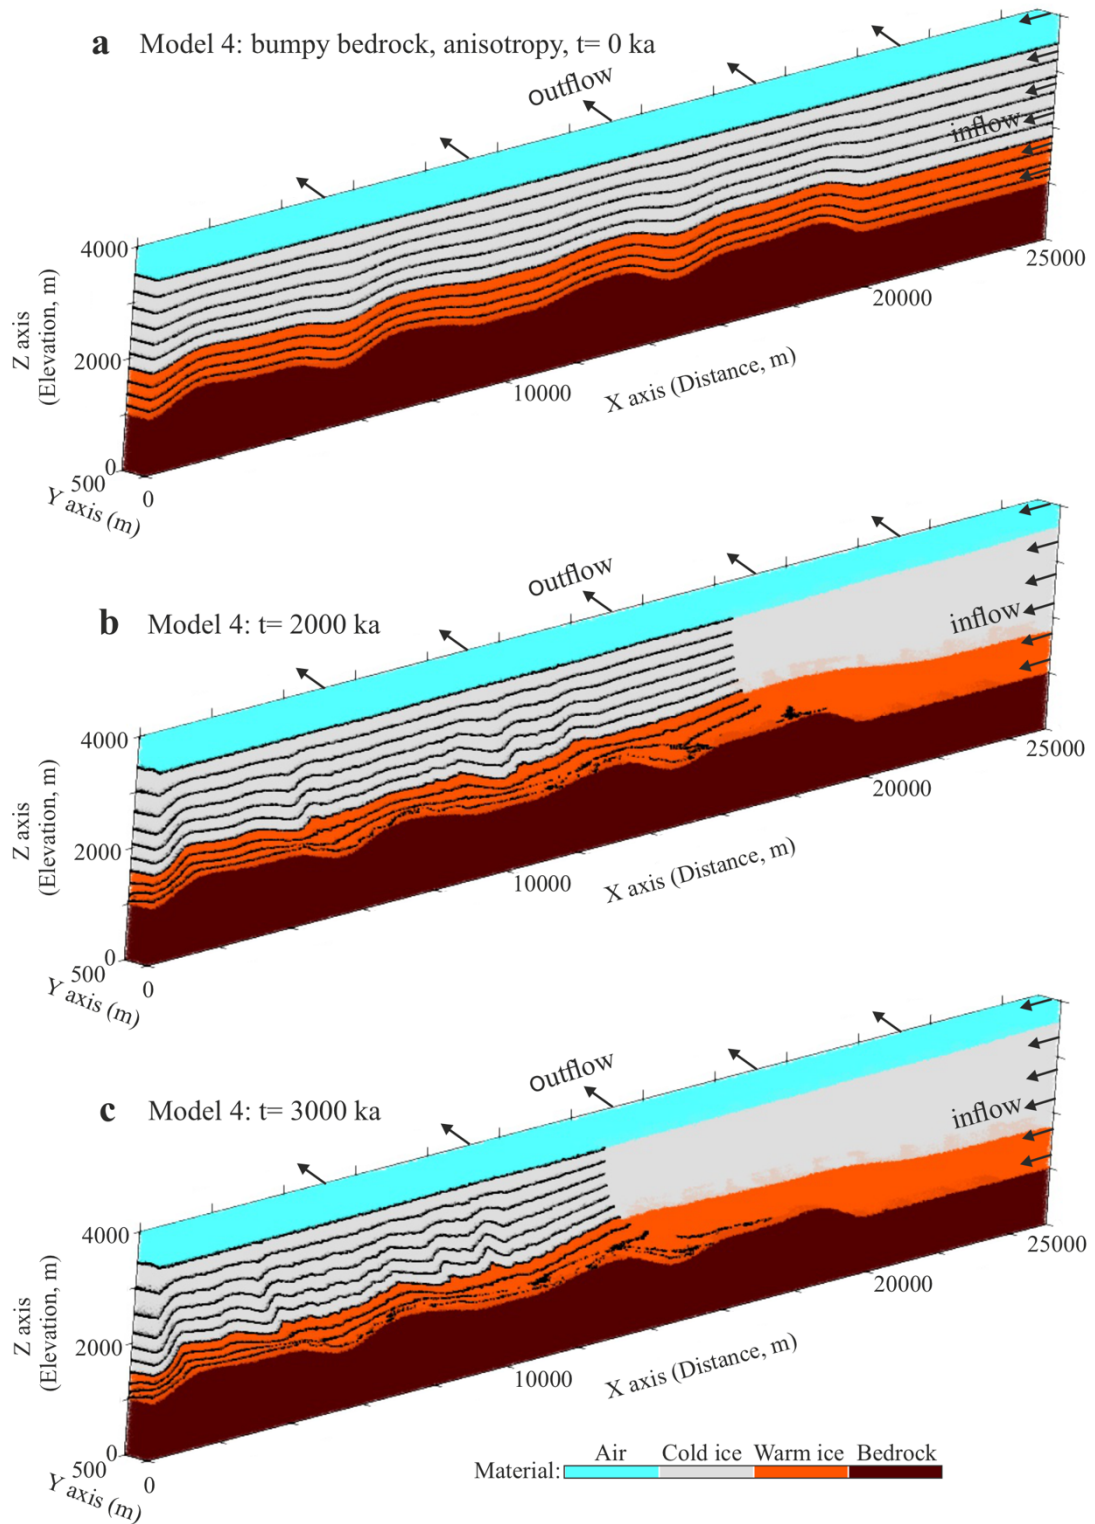 a Model 4: bumpy bedrock, anisotropy, t= 0 ka
outflow
inflow
4000
Z axis
(Elevation, m)
2000
0
500
Y axis (m)
0
10000
X axis (Distance, m)
20000
25000
b Model 4: t= 2000 ka
outflow
inflow
4000
Z axis
(Elevation, m)
2000
0
500
Y axis (m)
0
10000
X axis (Distance, m)
20000
25000
c Model 4: t= 3000 ka
outflow
inflow
4000
Z axis
(Elevation, m)
2000
0
500
Y axis (m)
0
10000
X axis (Distance, m)
20000
25000
Air Cold ice Warm ice Bedrock
Material: